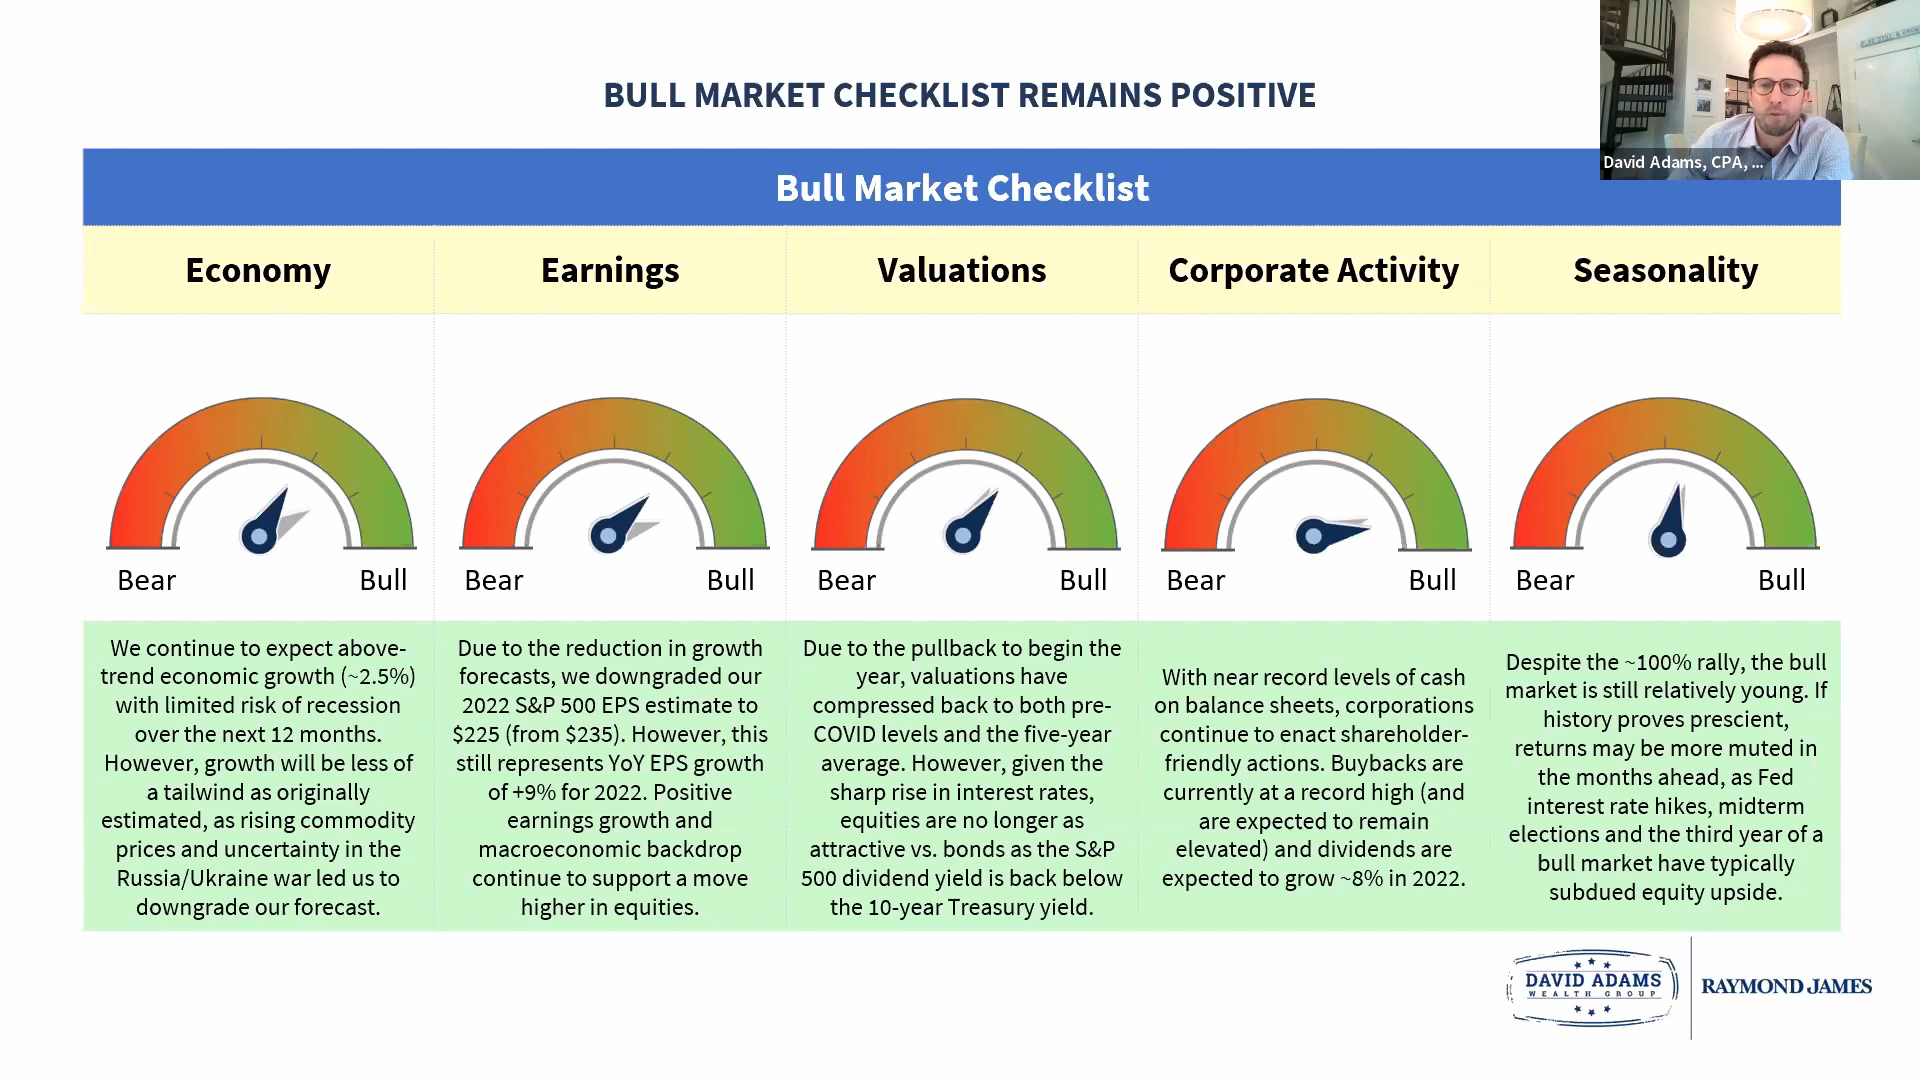 BULL MARKET CHECKLIST REMAINS POSITIVE
David Adams, CPA, ...
Bull Market Checklist
Economy
Earnings
Valuations
Corporate Activity
Seasonality
Bear
Bull
Bear
Bull
Bear
Bull
Bear
Bull
Bear
Bull
We continue to expect above-
trend economic growth (~2.5%)
with limited risk of recession
over the next 12 months.
However, growth will be less of
a tailwind as originally
estimated, as rising commodity
prices and uncertainty in the
Russia/Ukraine war led us to
downgrade our forecast.
Due to the reduction in growth
forecasts, we downgraded our
2022 S&P 500 EPS estimate to
$225 (from $235). However, this
still represents YoY EPS growth
of +9% for 2022. Positive
earnings growth and
macroeconomic backdrop
continue to support a move
higher in equities.
Due to the pullback to begin the
year, valuations have
compressed back to both pre-
COVID levels and the five-year
average. However, given the
sharp rise in interest rates,
equities are no longer as
attractive vs. bonds as the S&P
500 dividend yield is back below
the 10-year Treasury yield.
With near record levels of cash
on balance sheets, corporations
continue to enact shareholder-
friendly actions. Buybacks are
currently at a record high (and
are expected to remain
elevated) and dividends are
expected to grow ~8% in 2022.
Despite the ~100% rally, the bull
market is still relatively young. If
history proves prescient,
returns may be more muted in
the months ahead, as Fed
interest rate hikes, midterm
elections and the third year of a
bull market have typically
subdued equity upside.
DAVID ADAMS
WEALTH GROUP
RAYMOND JAMES